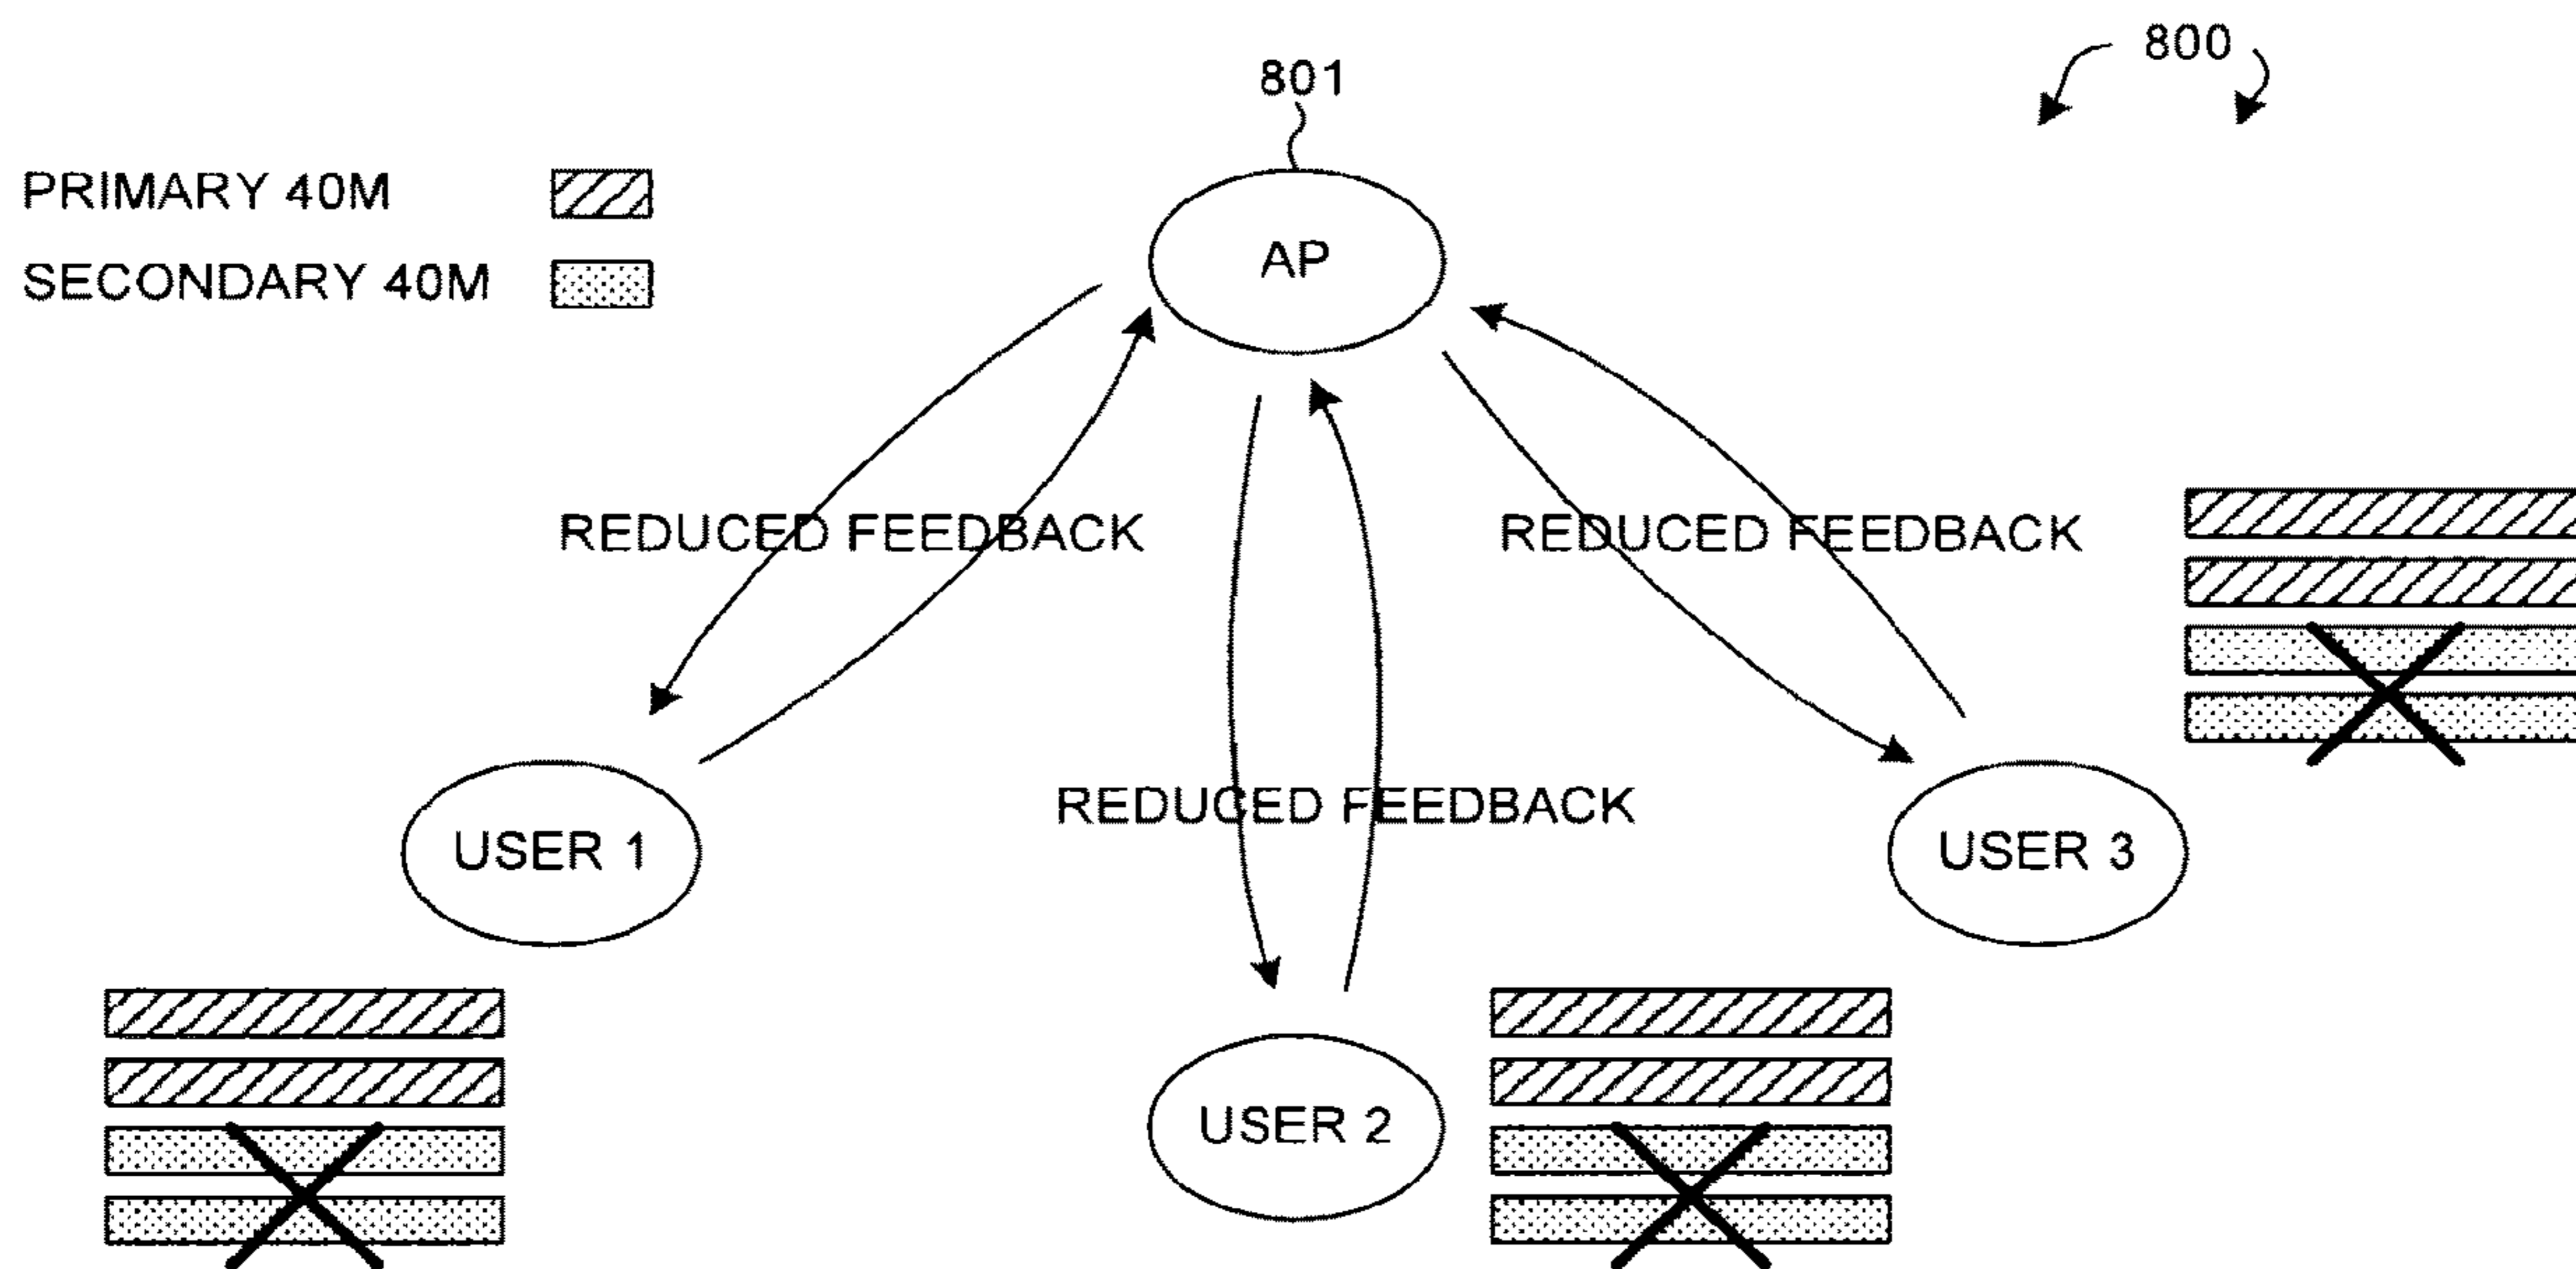 800
801
PRIMARY 40M
AP
SECONDARY 40M
REDUCED FEEDBACK
REDUCED FEEDBACK
REDUCED FEEDBACK
USER 1
USER 3
USER 2